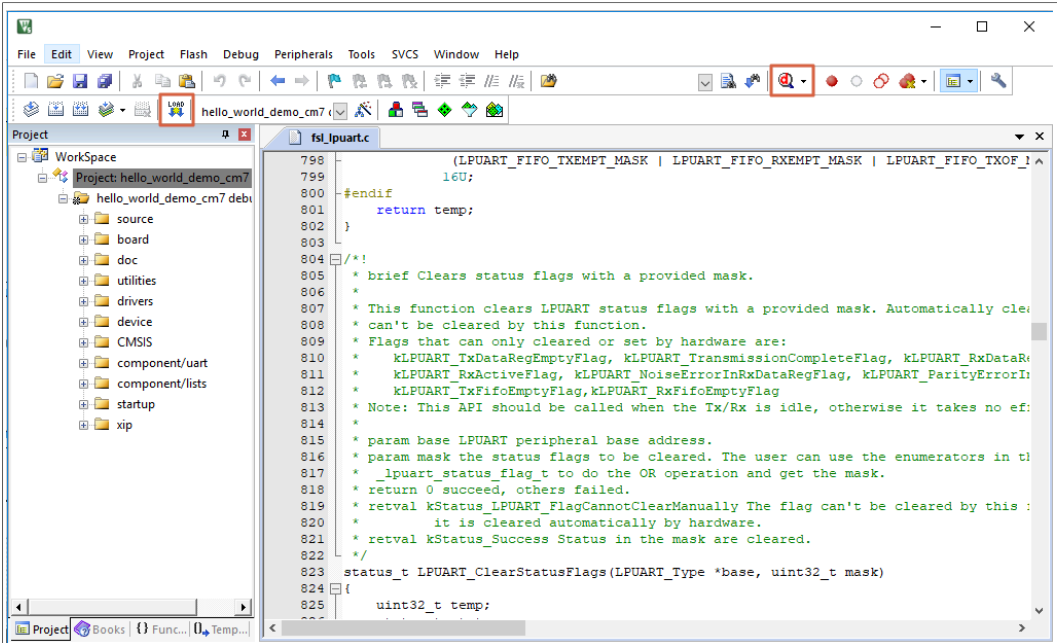 File Edit View Project Flash Debug Peripherals Tools SVCS Window Help
LOAD hello_world_demo_cm7 (
Project
WorkSpace
Project: hello_world_demo_cm7
hello_world_demo_cm7 debu
source
board
doc
utilities
drivers
device
CMSIS
component/uart
component/lists
startup
xip
Project Books {} Func... Temp...
fsl_lpuart.c
798 (LPUART_FIFO_TXEMPT_MASK | LPUART_FIFO_RXEMPT_MASK | LPUART_FIFO_TXOF_M
799 16U;
800 #endif
801 return temp;
802 }
803
804 /*!
805 * brief Clears status flags with a provided mask.
806 *
807 * This function clears LPUART status flags with a provided mask. Automatically clea
808 * can't be cleared by this function.
809 * Flags that can only cleared or set by hardware are:
810 * kLPUART_TxDataRegEmptyFlag, kLPUART_TransmissionCompleteFlag, kLPUART_RxDataRe
811 * kLPUART_RxActiveFlag, kLPUART_NoiseErrorInRxDataRegFlag, kLPUART_ParityErrorIn
812 * kLPUART_TxFifoEmptyFlag,kLPUART_RxFifoEmptyFlag
813 * Note: This API should be called when the Tx/Rx is idle, otherwise it takes no ef
814 *
815 * param base LPUART peripheral base address.
816 * param mask the status flags to be cleared. The user can use the enumerators in th
817 * _lpuart_status_flag_t to do the OR operation and get the mask.
818 * return 0 succeed, others failed.
819 * retval kStatus_LPUART_FlagCannotClearManually The flag can't be cleared by this
820 * it is cleared automatically by hardware.
821 * retval kStatus_Success Status in the mask are cleared.
822 */
823 status_t LPUART_ClearStatusFlags(LPUART_Type *base, uint32_t mask)
824 {
825 uint32_t temp;